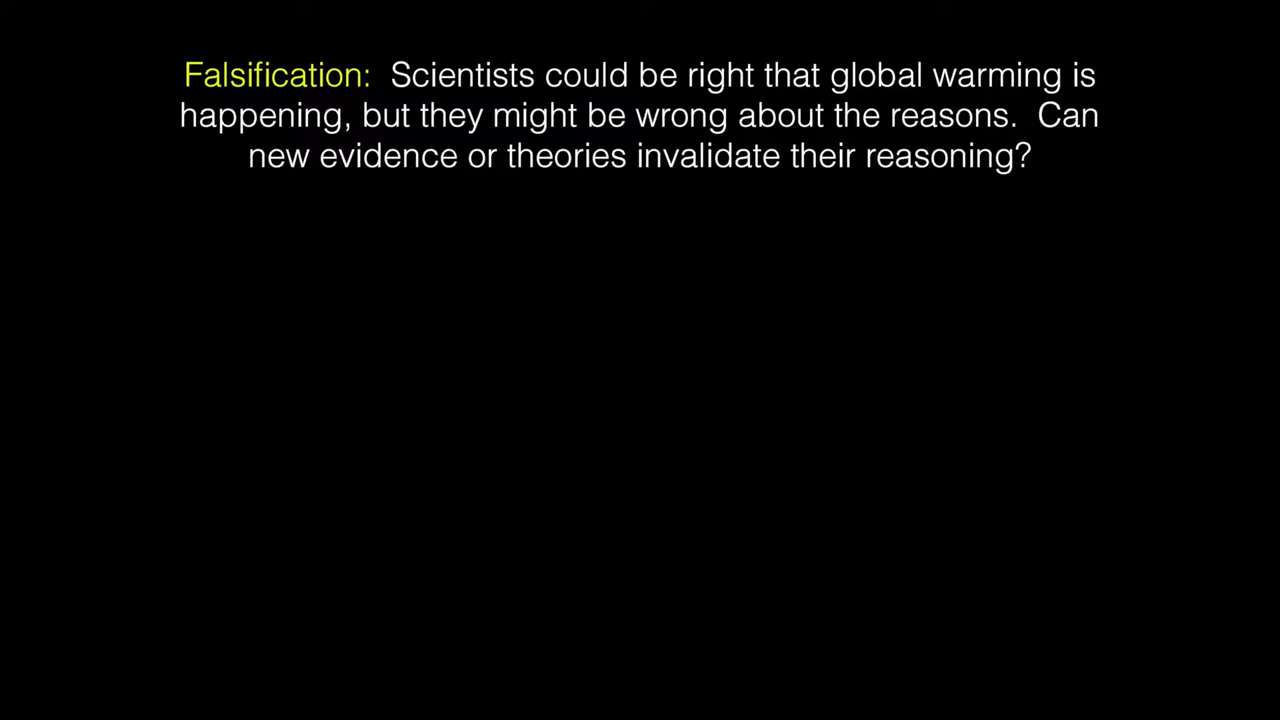 Falsification:  Scientists could be right that global warming is
happening, but they might be wrong about the reasons.  Can
new evidence or theories invalidate their reasoning?